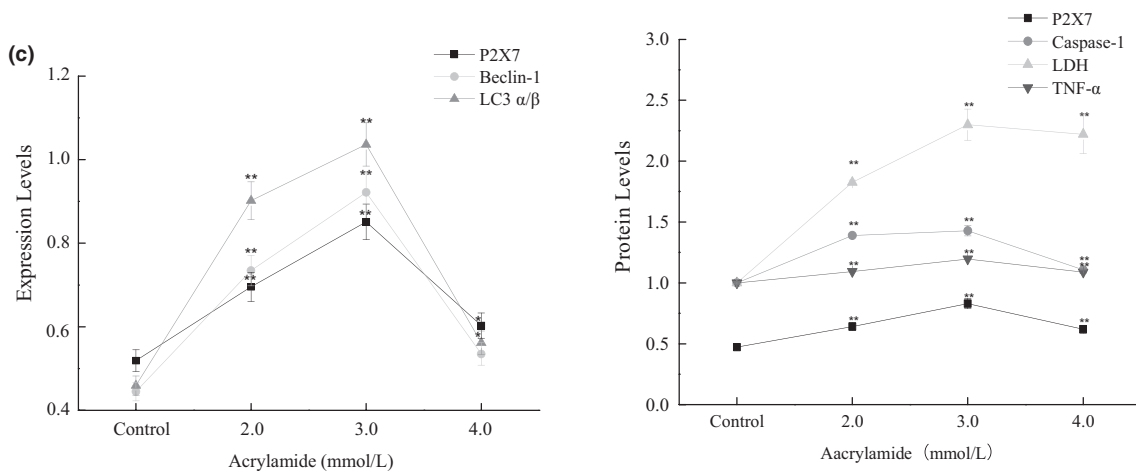 (c)
P2X7
Beclin-1
LC3 α/β
1.2
1.0
0.8
0.6
0.4
Expression Levels
**
**
**
**
**
**
*
*
Control
2.0
3.0
4.0
Acrylamide (mmol/L)
P2X7
Caspase-1
LDH
TNF-α
3.0
2.5
2.0
1.5
1.0
0.5
0.0
Protein Levels
**
**
**
**
**
**
**
**
**
**
**
**
Control
2.0
3.0
4.0
Aacrylamide (mmol/L)